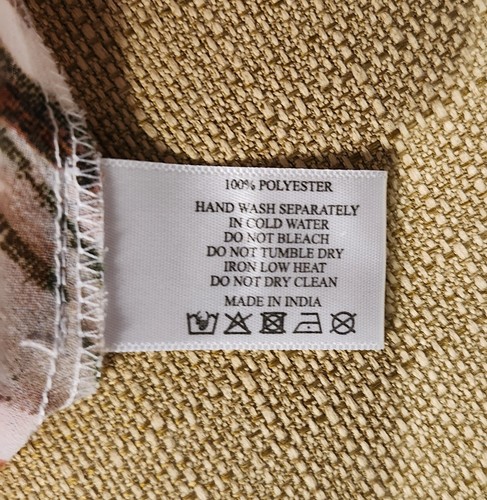 100% POLYESTER
HAND WASH SEPARATELY
IN COLD WATER
DO NOT BLEACH
DO NOT TUMBLE DRY
IRON LOW HEAT
DO NOT DRY CLEAN
MADE IN INDIA